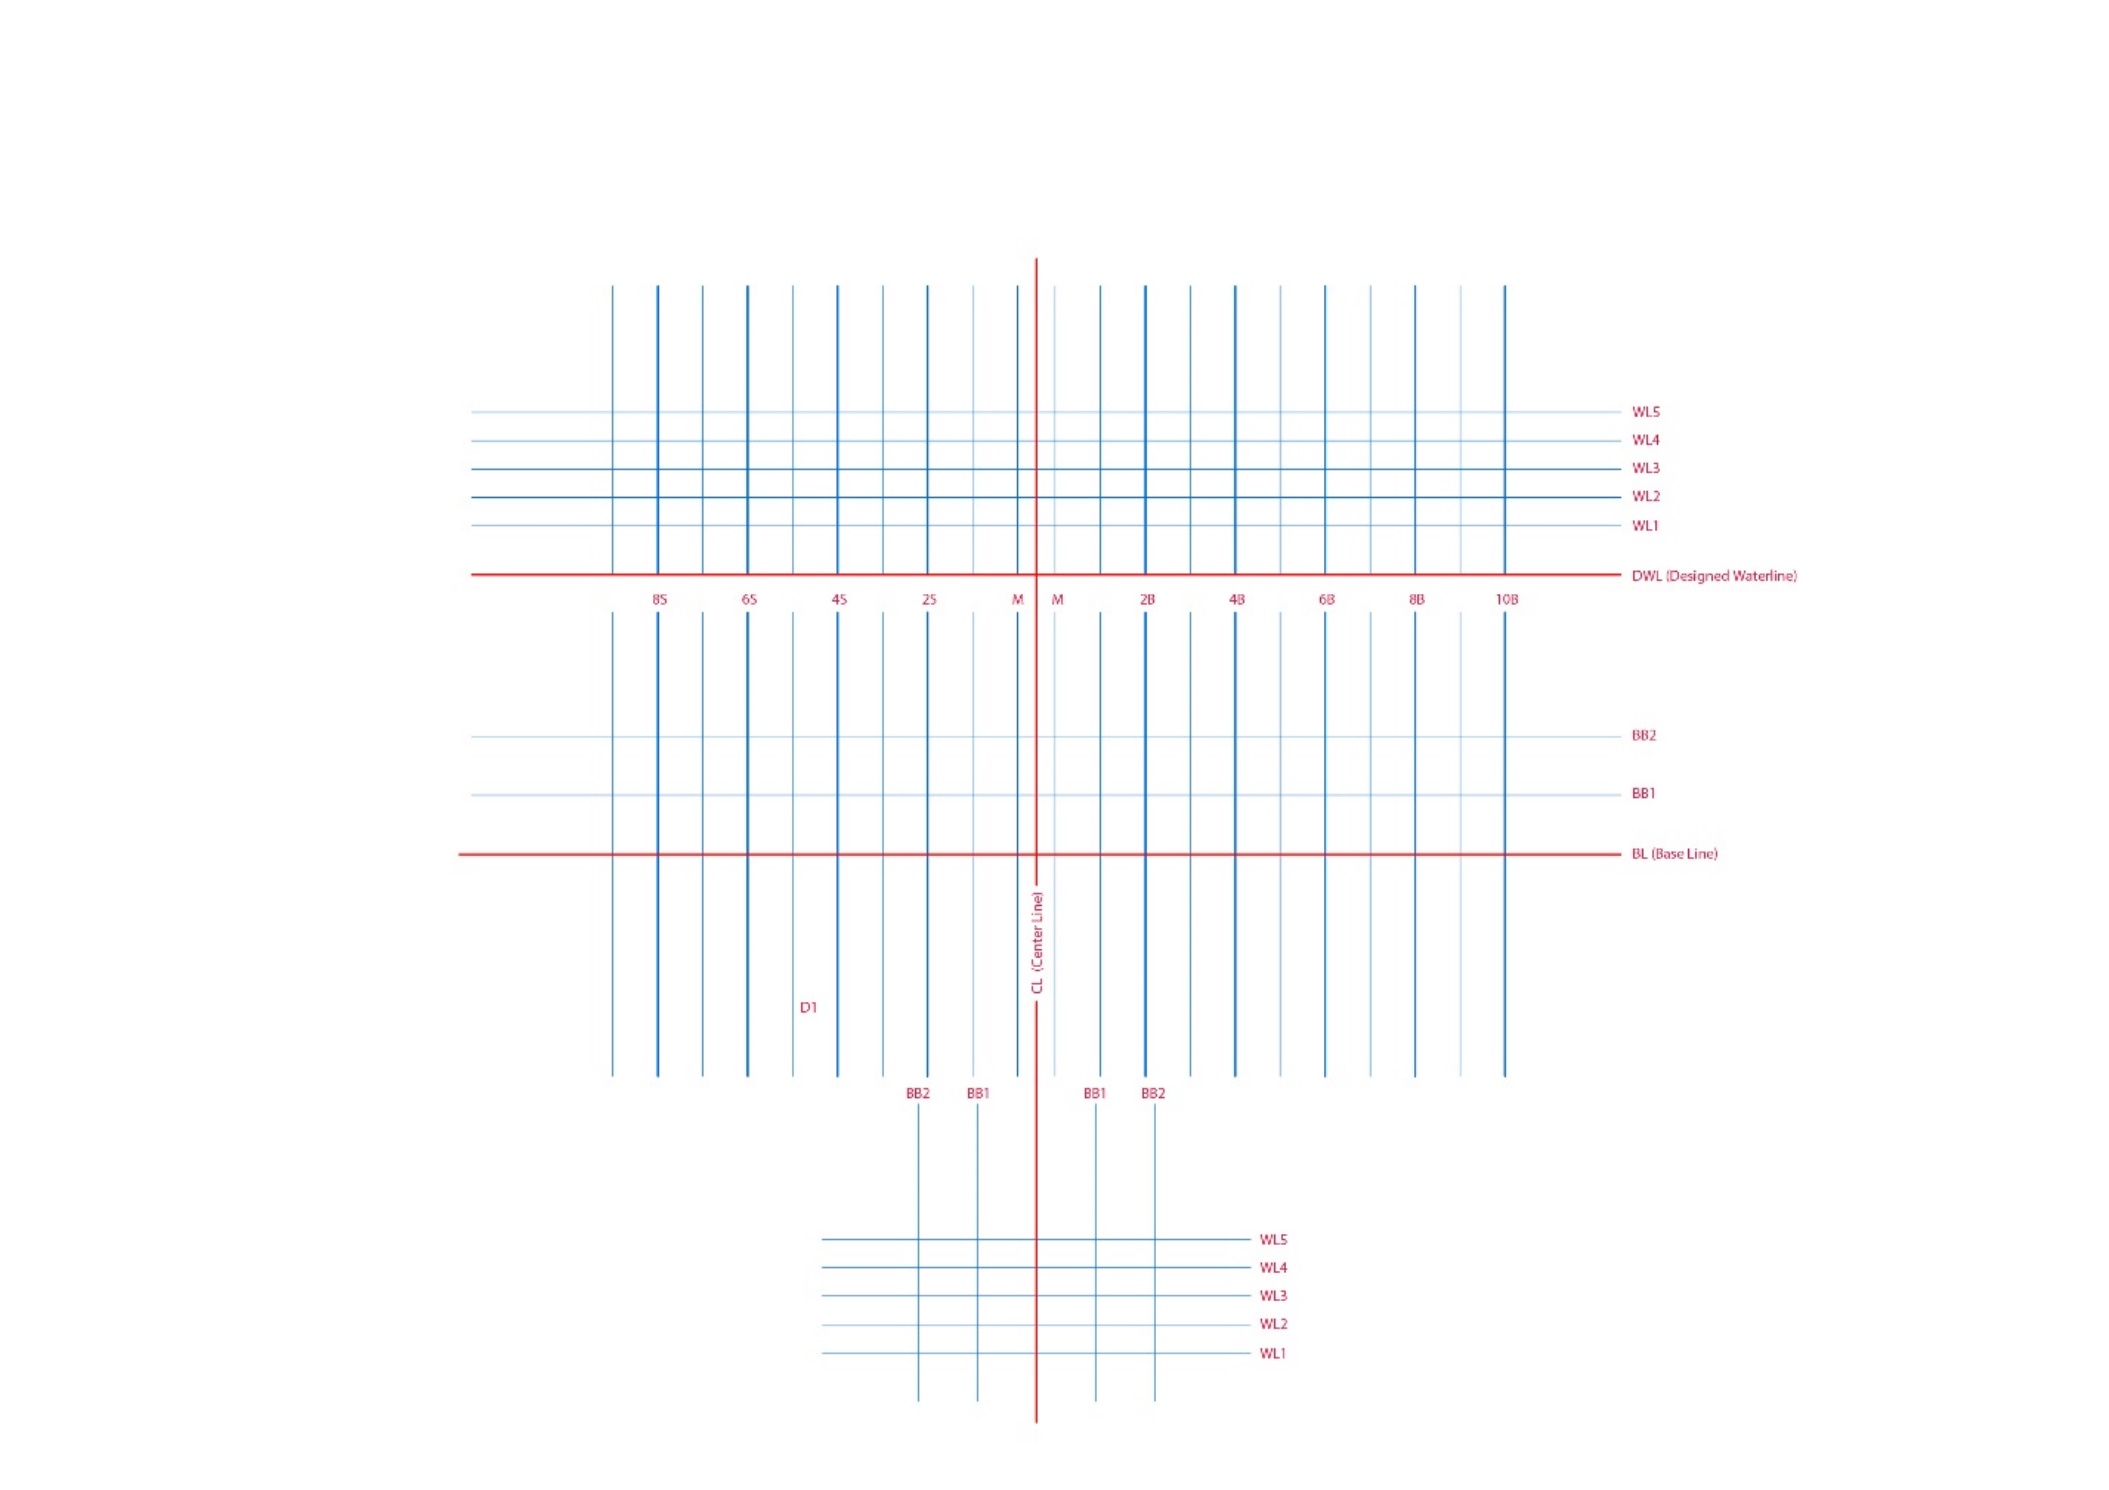 WL5
WL4
WL3
WL2
WL1
DWL (Designed Waterline)
8S 6S 4S 2S M M 2B 4B 6B 8B 10B
BB2
BB1
BL (Base Line)
CL (Center Line)
D1
BB2 BB1 BB1 BB2
WL5
WL4
WL3
WL2
WL1